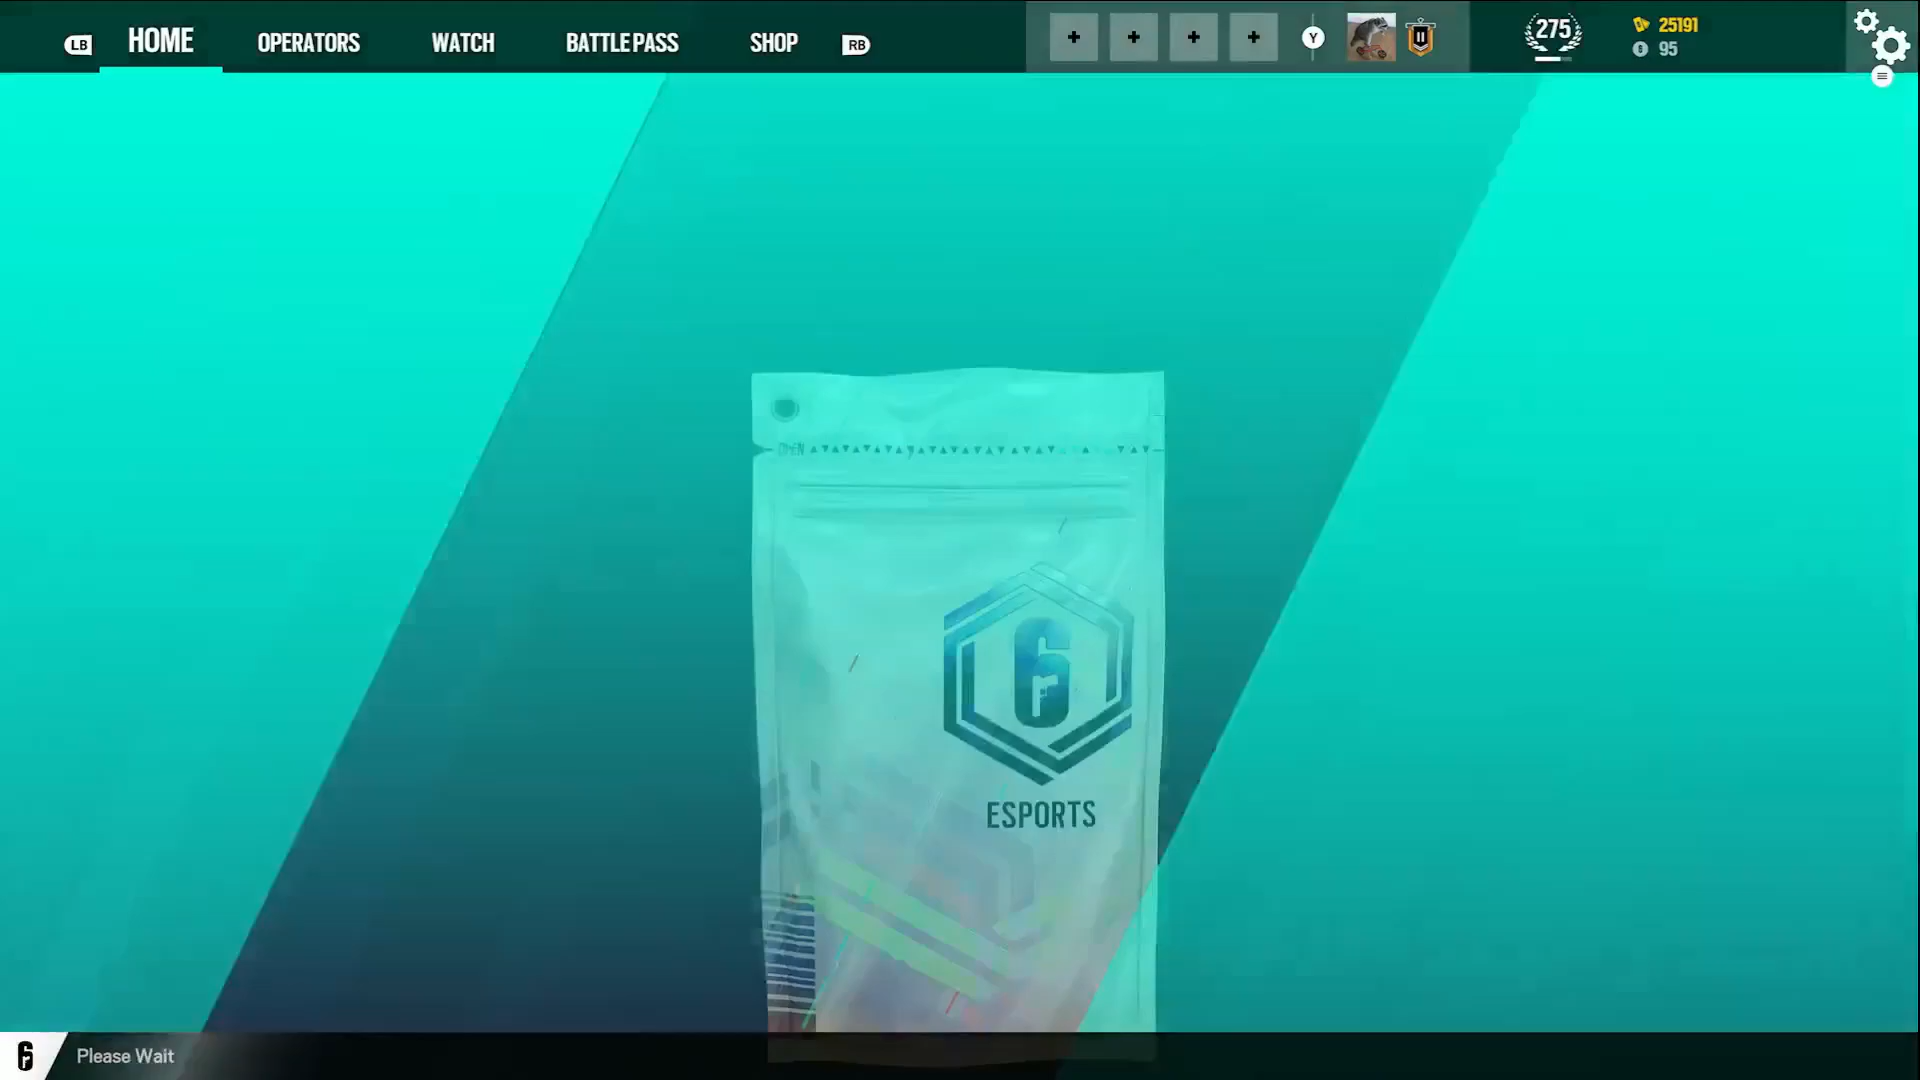 LB HOME OPERATORS WATCH BATTLE PASS SHOP RB
+ + + + Y
275
25191
95
OPEN
6
ESPORTS
6
Please Wait